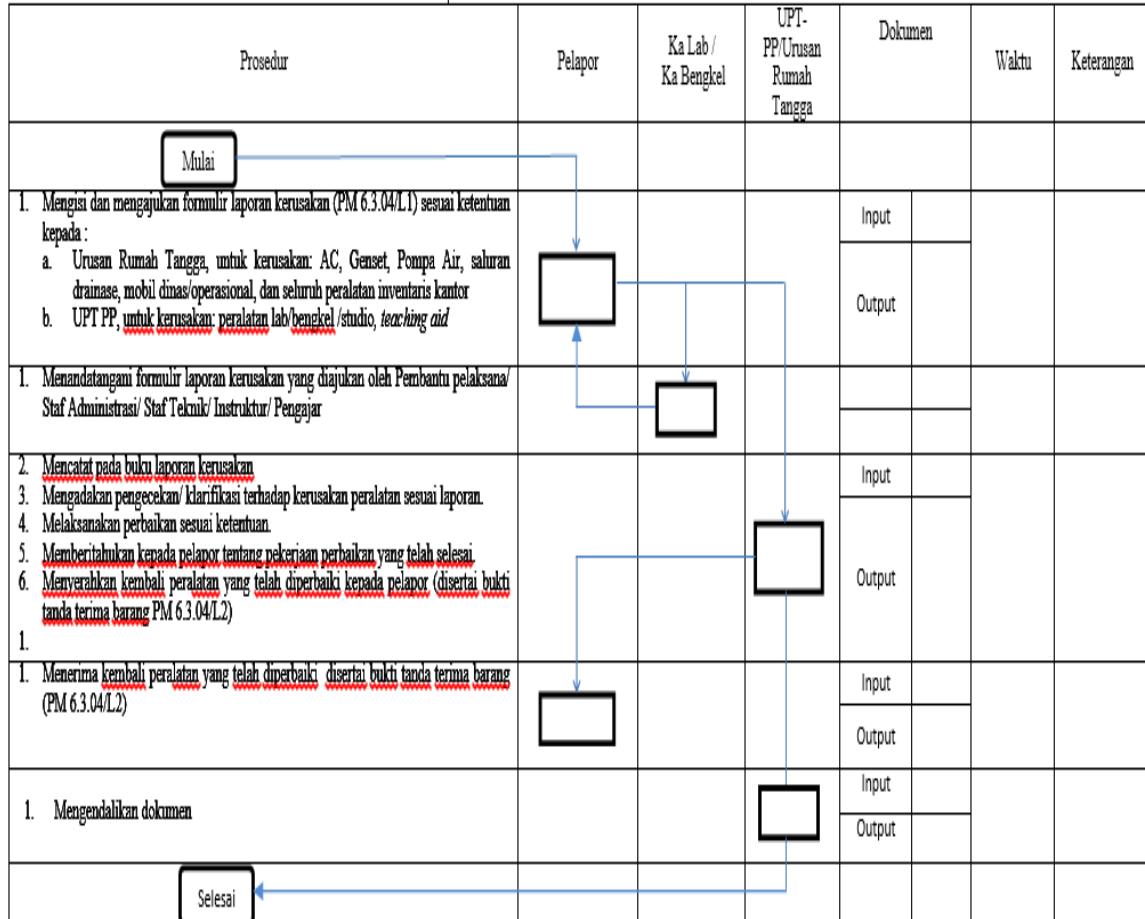 Prosedur
Pelapor
Ka Lab /
Ka Bengkel
UPT-
PP/Urusan
Rumah
Tangga
Dokumen
Waktu
Keterangan
Mulai
1. Mengisi dan mengajukan formulir laporan kerusakan (PM 6.3.04/L1) sesuai ketentuan
kepada :
a. Urusan Rumah Tangga, untuk kerusakan: AC, Genset, Pompa Air, saluran
drainase, mobil dinas/operasional, dan seluruh peralatan inventaris kantor
b. UPT PP, untuk kerusakan: peralatan lab/bengkel /studio, teaching aid
Input
Output
1. Menandatangani formulir laporan kerusakan yang diajukan oleh Pembantu pelaksana/
Staf Administrasi/ Staf Teknik/ Instruktur/ Pengajar
2. Mencatat pada buku laporan kerusakan
3. Mengadakan pengecekan/ klarifikasi terhadap kerusakan peralatan sesuai laporan.
4. Melaksanakan perbaikan sesuai ketentuan.
5. Memberitahukan kepada pelapor tentang pekerjaan perbaikan yang telah selesai
6. Menyerahkan kembali peralatan yang telah diperbaiki kepada pelapor (disertai bukti
tanda terima barang PM 6.3.04/L2)
1.
Input
Output
1. Menerima kembali peralatan yang telah diperbaiki disertai bukti tanda terima barang
(PM 6.3.04/L2)
Input
Output
1. Mengendalikan dokumen
Input
Output
Selesai